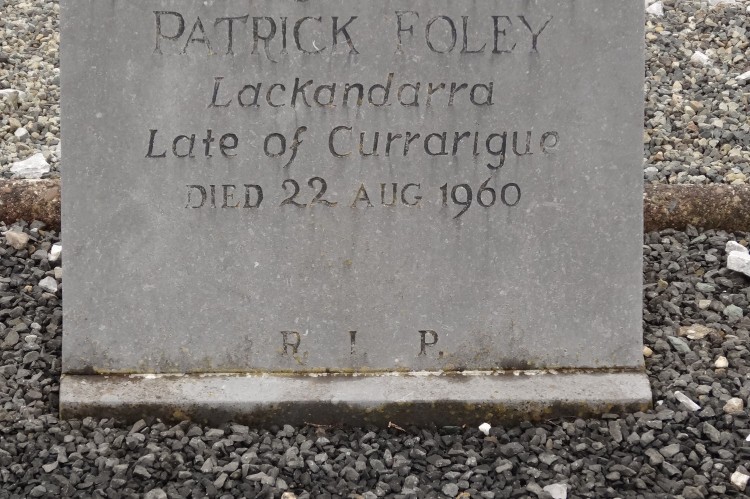 PATRICK FOLEY
Lackandarra
Late of Currarigue
DIED 22 AUG 1960
R. I. P.